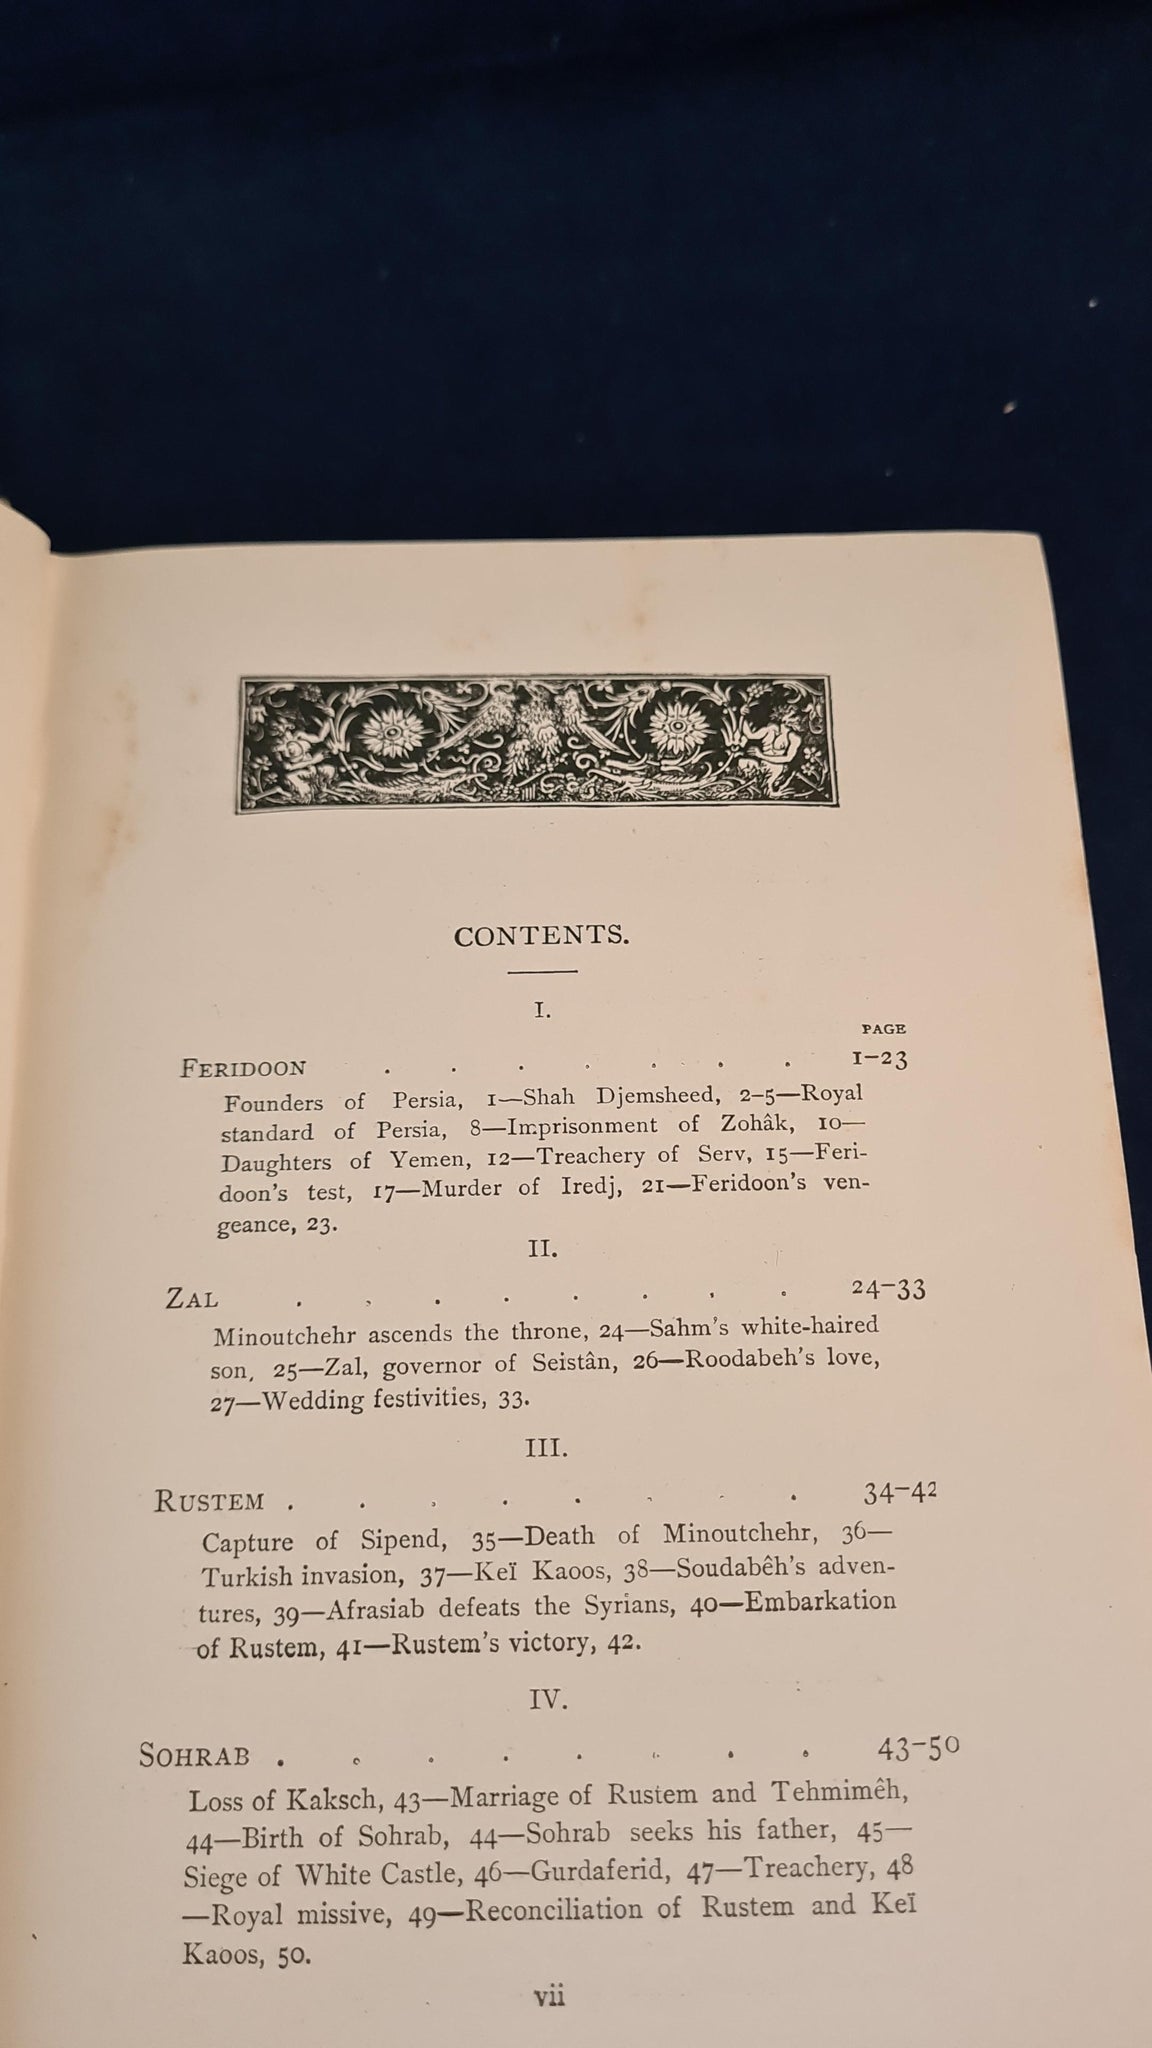 CONTENTS.
I.
PAGE
FERIDOON . . . . . . . 1–23
Founders of Persia, 1—Shah Djemsheed, 2–5—Royal
standard of Persia, 8—Imprisonment of Zohâk, 10—
Daughters of Yemen, 12—Treachery of Serv, 15—Feri-
doon's test, 17—Murder of Iredj, 21—Feridoon's ven-
geance, 23.
II.
ZAL . . . . . . . . 24–33
Minoutchehr ascends the throne, 24—Sahm's white-haired
son, 25—Zal, governor of Seistân, 26—Roodabeh's love,
27—Wedding festivities, 33.
III.
RUSTEM . . . . . . . . 34–42
Capture of Sipend, 35—Death of Minoutchehr, 36—
Turkish invasion, 37—Keï Kaoos, 38—Soudabêh's adven-
tures, 39—Afrasiab defeats the Syrians, 40—Embarkation
of Rustem, 41—Rustem's victory, 42.
IV.
SOHRAB . . . . . . . . 43–50
Loss of Kaksch, 43—Marriage of Rustem and Tehmimêh,
44—Birth of Sohrab, 44—Sohrab seeks his father, 45—
Siege of White Castle, 46—Gurdaferid, 47—Treachery, 48
—Royal missive, 49—Reconciliation of Rustem and Keï
Kaoos, 50.
vii